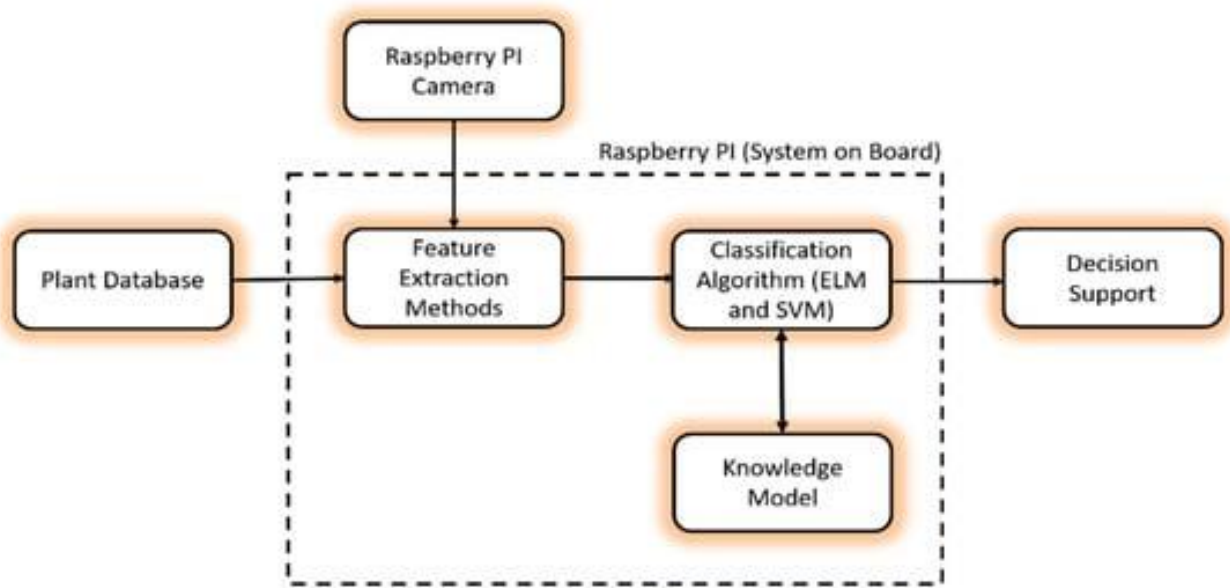 Raspberry PI
Camera
Raspberry PI (System on Board)
Plant Database
Feature
Extraction
Methods
Classification
Algorithm (ELM
and SVM)
Decision
Support
Knowledge
Model